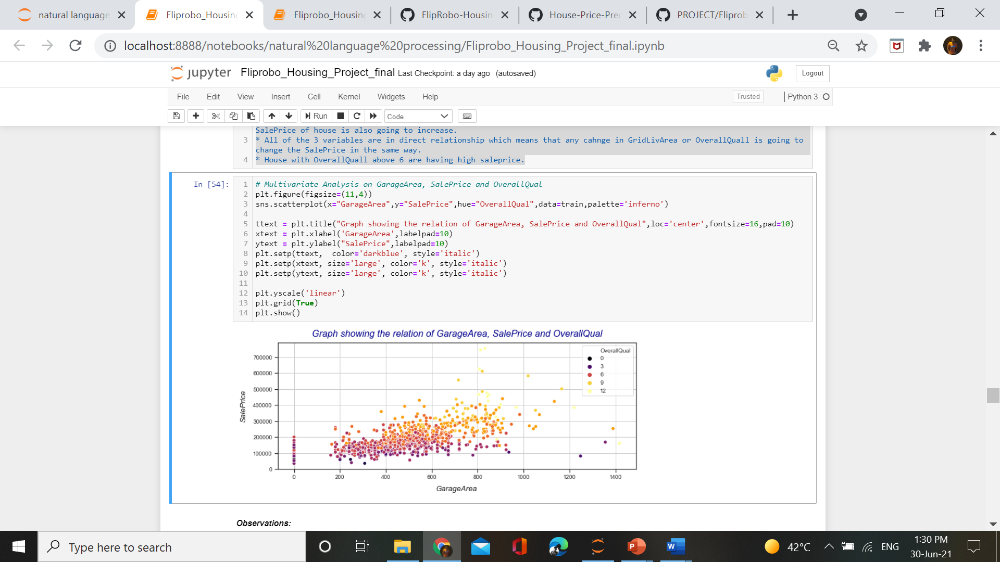 natural language
Fliprobo_Housing
Fliprobo_Housing
FlipRobo-Housin
House-Price-Pred
PROJECT/Fliprob
localhost:8888/notebooks/natural%20language%20processing/Fliprobo_Housing_Project_final.ipynb
jupyter Fliprobo_Housing_Project_final Last Checkpoint: a day ago (autosaved)
Logout
File Edit View Insert Cell Kernel Widgets Help
Trusted
Python 3
Run
Code
SalePrice of house is also going to increase.
3 * All of the 3 variables are in direct relationship which means that any cahnge in GridLivArea or OverallQuall is going to
change the SalePrice in the same way.
4 * House with OverallQuall above 6 are having high saleprice.
In [54]:
1 # Multivariate Analysis on GarageArea, SalePrice and OverallQual
2 plt.figure(figsize=(11,4))
3 sns.scatterplot(x="GarageArea",y="SalePrice",hue="OverallQual",data=train,palette='inferno')
4
5 ttext = plt.title("Graph showing the relation of GarageArea, SalePrice and OverallQual",loc='center',fontsize=16,pad=10)
6 xtext = plt.xlabel('GarageArea',labelpad=10)
7 ytext = plt.ylabel("SalePrice",labelpad=10)
8 plt.setp(ttext,  color='darkblue', style='italic')
9 plt.setp(xtext, size='large', color='k', style='italic')
10 plt.setp(ytext, size='large', color='k', style='italic')
11
12 plt.yscale('linear')
13 plt.grid(True)
14 plt.show()
Graph showing the relation of GarageArea, SalePrice and OverallQual
OverallQual
0
3
6
9
12
700000
600000
500000
400000
300000
200000
100000
0
SalePrice
0 200 400 600 800 1000 1200 1400
GarageArea
Observations:
Type here to search
42°C
ENG
1:30 PM
30-Jun-21